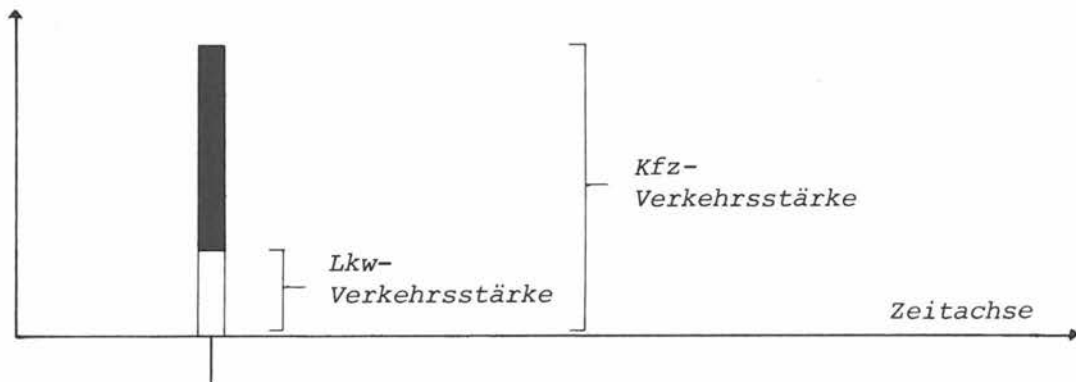 Kfz-
Verkehrsstärke
Lkw-
Verkehrsstärke
Zeitachse